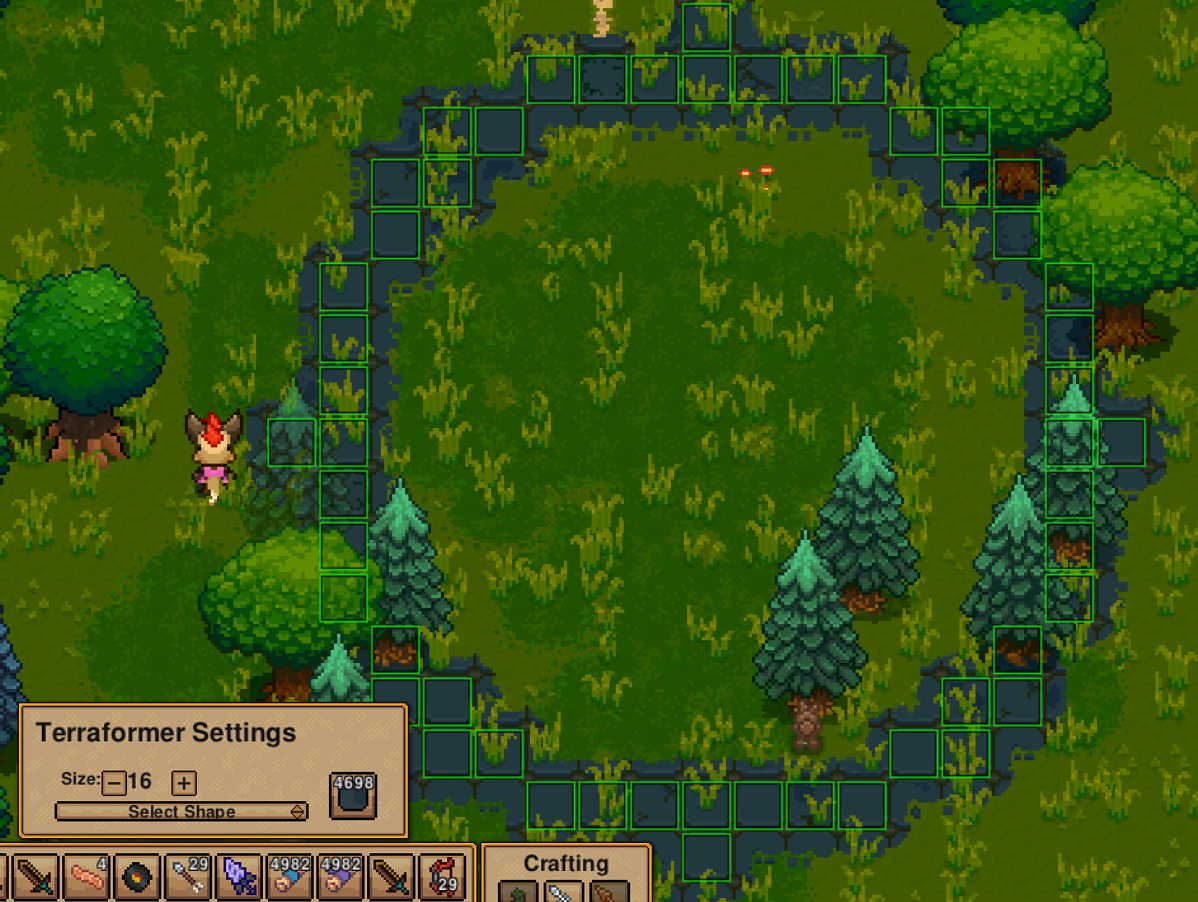 Terraformer Settings
Size: − 16 +
4698
Select Shape
4 29 4982 4982 29
Crafting